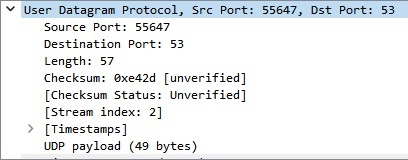 User Datagram Protocol, Src Port: 55647, Dst Port: 53
Source Port: 55647
Destination Port: 53
Length: 57
Checksum: 0xe42d [unverified]
[Checksum Status: Unverified]
[Stream index: 2]
[Timestamps]
UDP payload (49 bytes)